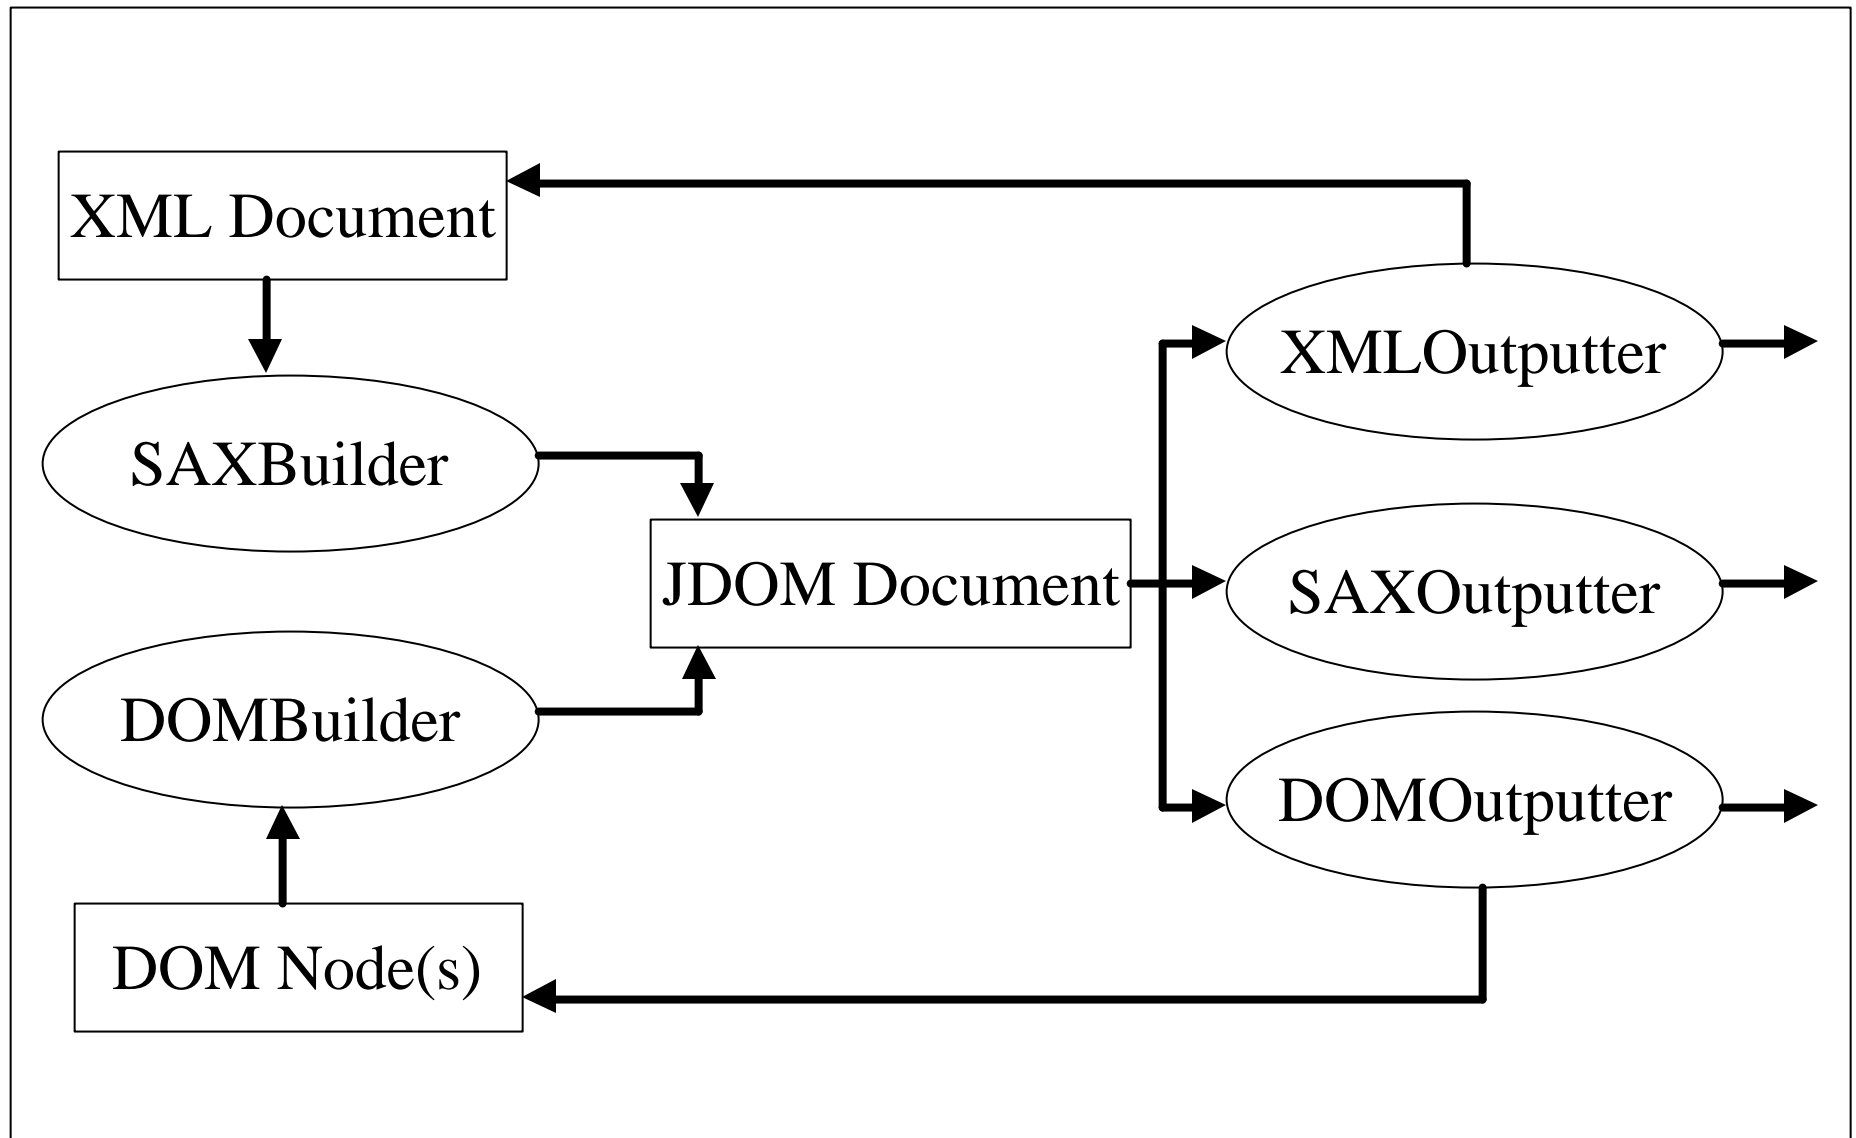 XML Document
SAXBuilder
DOMBuilder
DOM Node(s)
JDOM Document
XMLOutputter
SAXOutputter
DOMOutputter